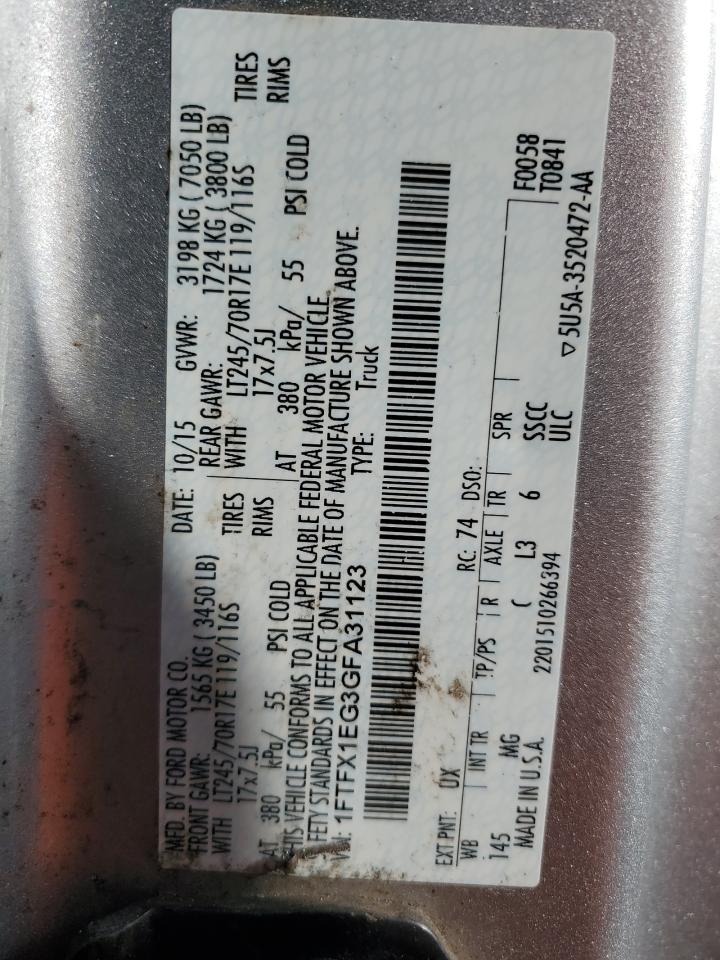 MFD. BY FORD MOTOR CO.
DATE: 10/15 GVWR: 3198 KG ( 7050 LB)
FRONT GAWR: 1565 KG ( 3450 LB)
REAR GAWR: 1724 KG ( 3800 LB)
WITH LT245/70R17E 119/116S TIRES
WITH LT245/70R17E 119/116S TIRES
17x7.5J RIMS
17x7.5J RIMS
AT 380 kPa/ 55 PSI COLD
AT 380 kPa/ 55 PSI COLD
HIS VEHICLE CONFORMS TO ALL APPLICABLE FEDERAL MOTOR VEHICLE
FETY STANDARDS IN EFFECT ON THE DATE OF MANUFACTURE SHOWN ABOVE.
1FTFX1EG3GFA31123
TYPE: Truck
EXT PNT: UX RC: 74 DSO:
WB INT TR TP/PS R AXLE TR SPR
145 MG C L3 6 SSCC
ULC
F0058
T0841
MADE IN U.S.A. 2201510266394
▽5U5A-3520472-AA